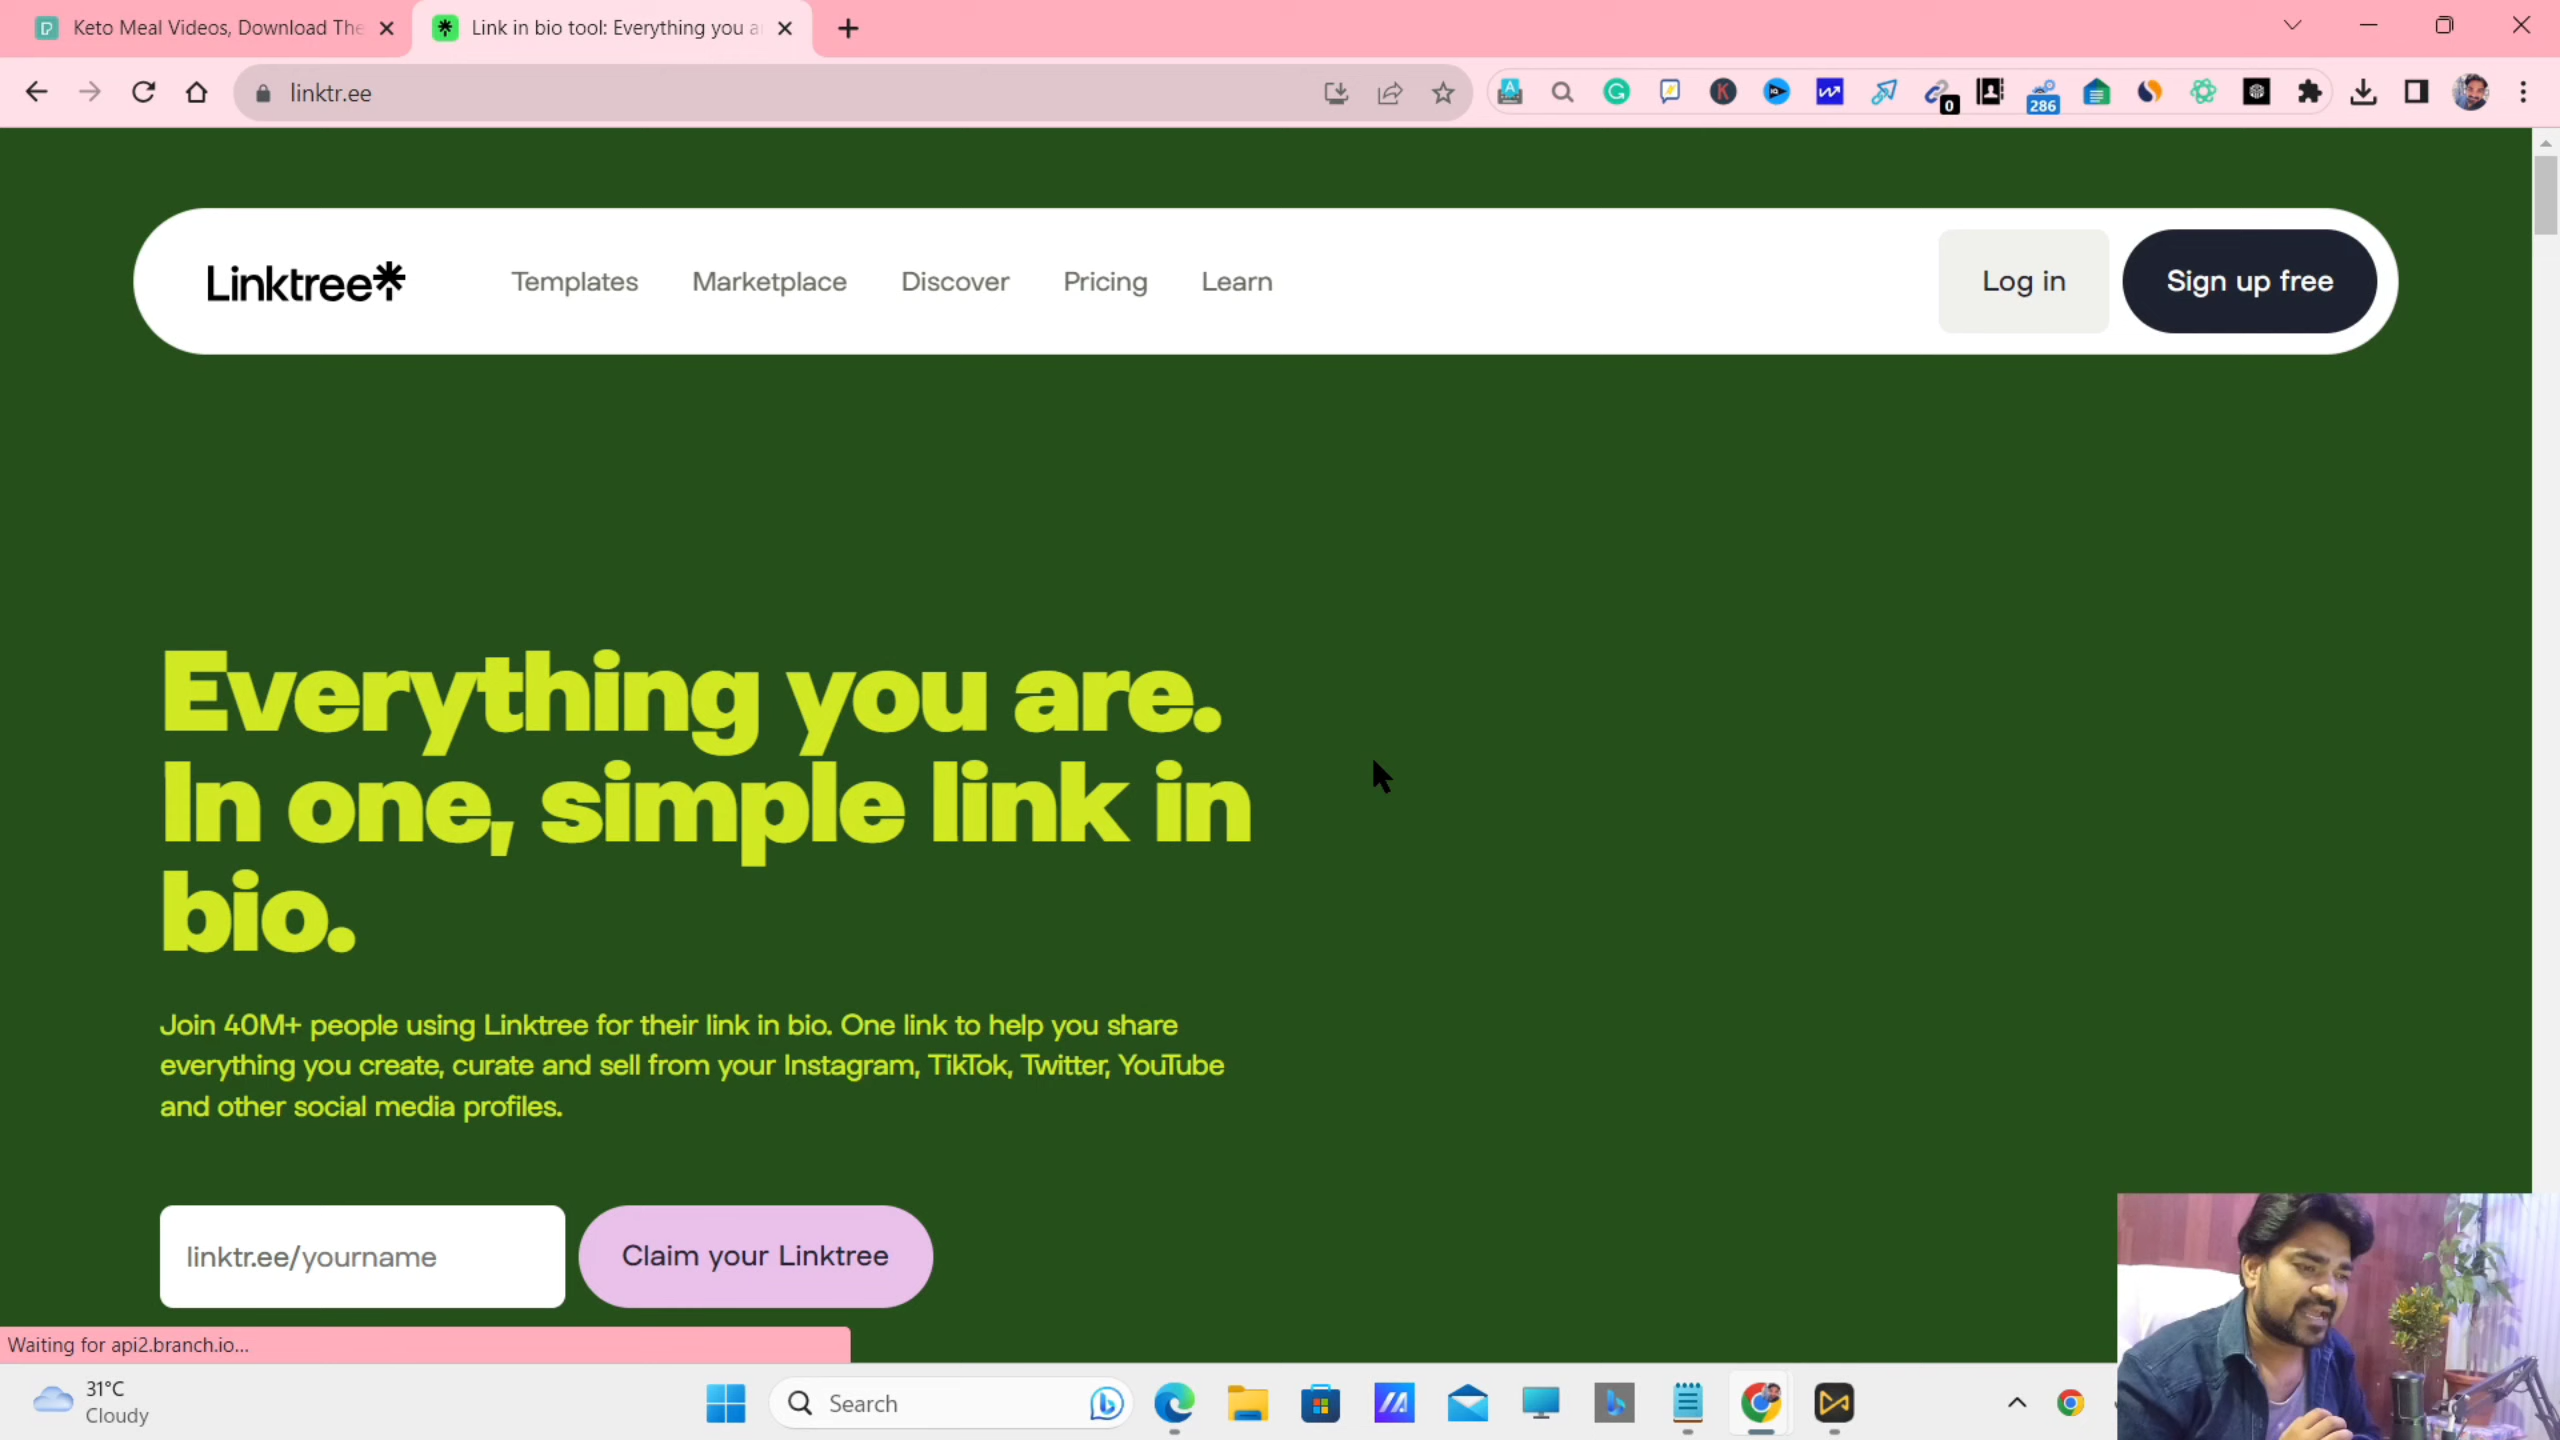 Keto Meal Videos, Download The
Link in bio tool: Everything you a
linktr.ee
0
286
Linktree
Templates
Marketplace
Discover
Pricing
Learn
Log in
Sign up free
Everything you are.
In one, simple link in
bio.
Join 40M+ people using Linktree for their link in bio. One link to help you share
everything you create, curate and sell from your Instagram, TikTok, Twitter, YouTube
and other social media profiles.
linktr.ee/yourname
Claim your Linktree
Waiting for api2.branch.io...
31°C
Cloudy
Search